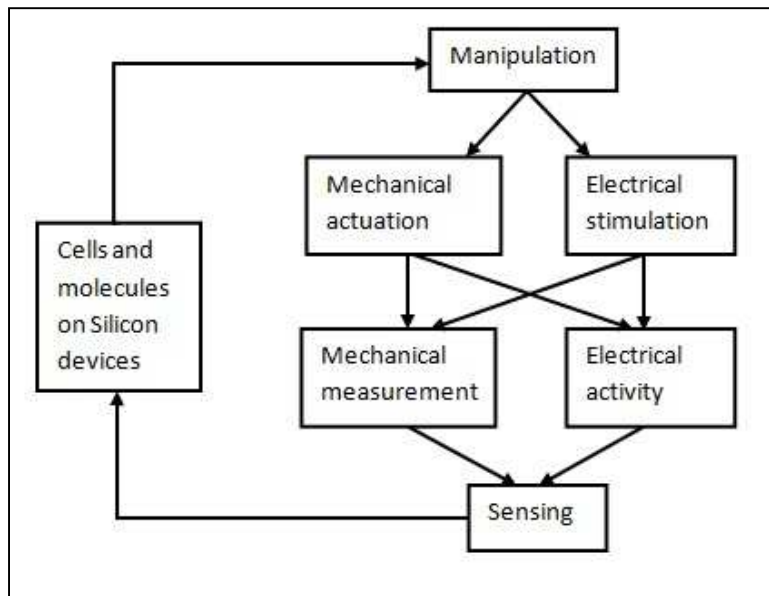 Manipulation
Mechanical
actuation
Electrical
stimulation
Cells and
molecules
on Silicon
devices
Mechanical
measurement
Electrical
activity
Sensing